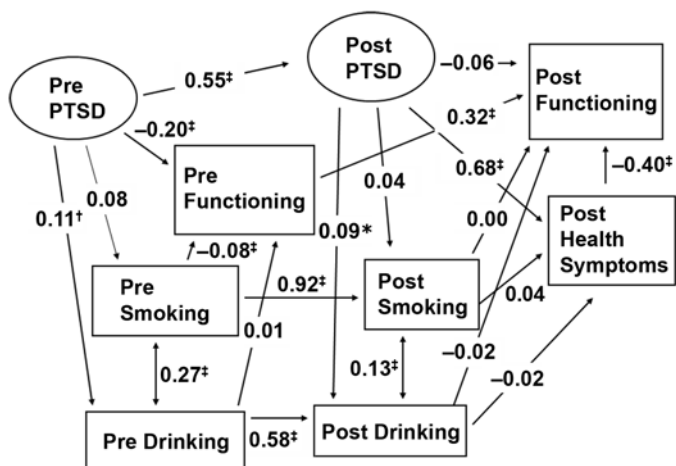 Pre
PTSD
0.55‡
Post
PTSD
–0.06
Post
Functioning
–0.20‡
0.32‡
Pre
Functioning
0.11†
0.08
0.04
0.68‡
–0.40‡
0.09*
0.00
Post
Health
Symptoms
–0.08‡
Pre
Smoking
0.92‡
Post
Smoking
0.04
0.01
0.27‡
0.13‡
–0.02
–0.02
Pre Drinking
0.58‡
Post Drinking